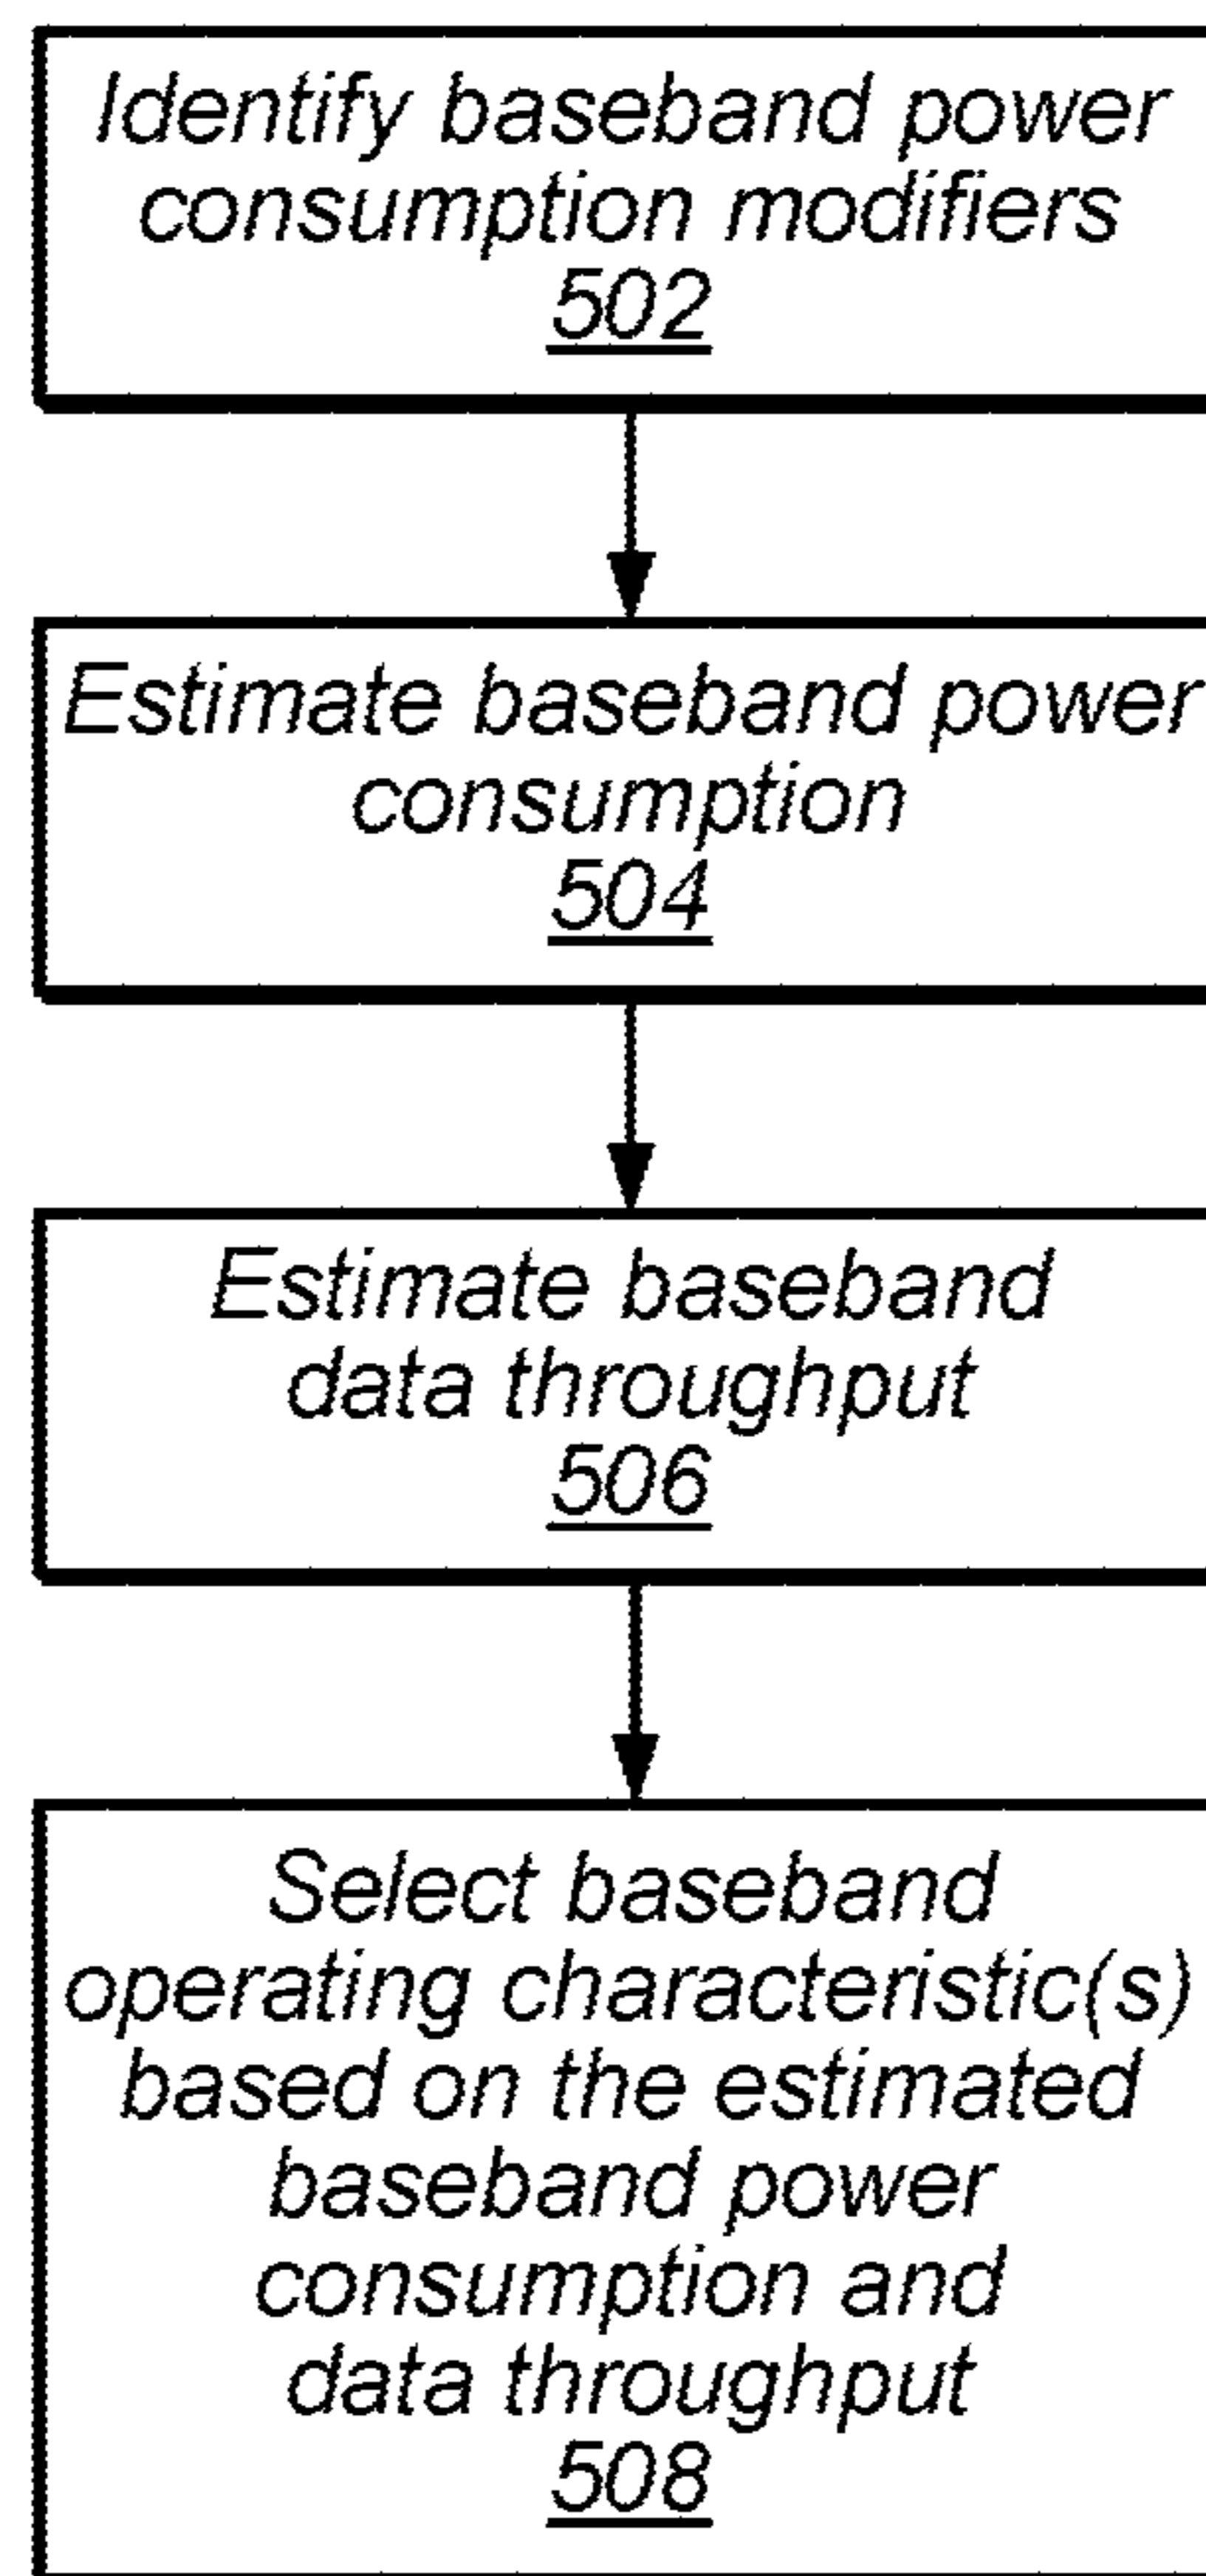 Identify baseband power
consumption modifiers
502
Estimate baseband power
consumption
504
Estimate baseband
data throughput
506
Select baseband
operating characteristic(s)
based on the estimated
baseband power
consumption and
data throughput
508